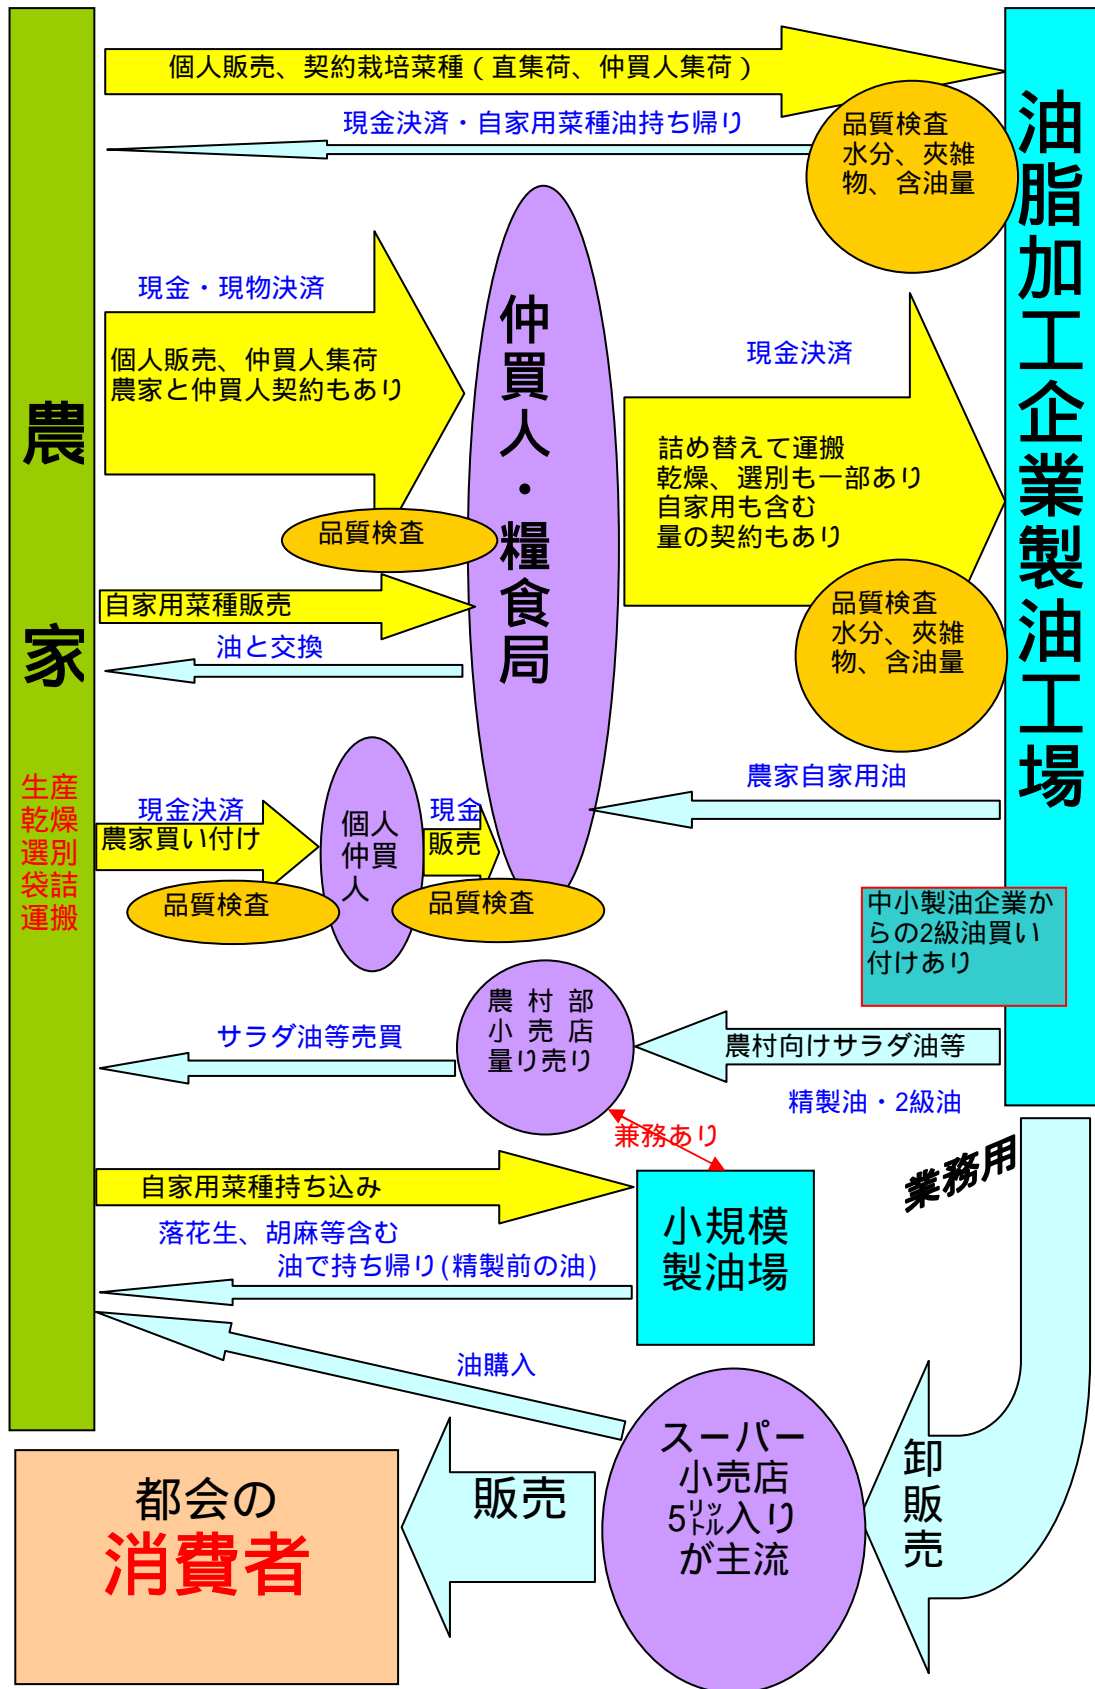 個人販売、契約栽培菜種(直集荷、仲買人集荷)
現金決済・自家用菜種油持ち帰り
品質検査
水分、夾雑
物、含油量
油脂加工企業製油工場
農家
生産
乾燥
選別
袋詰
運搬
現金・現物決済
個人販売、仲買人集荷
農家と仲買人契約もあり
品質検査
仲買人・糧食局
現金決済
詰め替えて運搬
乾燥、選別も一部あり
自家用も含む
量の契約もあり
品質検査
水分、夾雑
物、含油量
自家用菜種販売
油と交換
農家自家用油
現金決済
農家買い付け
品質検査
個人
仲買
人
現金
販売
品質検査
中小製油企業か
らの2級油買い
付けあり
サラダ油等売買
農村部
小売店
量り売り
農村向けサラダ油等
精製油・2級油
兼務あり
業務用
自家用菜種持ち込み
落花生、胡麻等含む
油で持ち帰り(精製前の油)
小規模
製油場
油購入
スーパー
小売店
5㍑入り
が主流
卸販売
販売
都会の
消費者